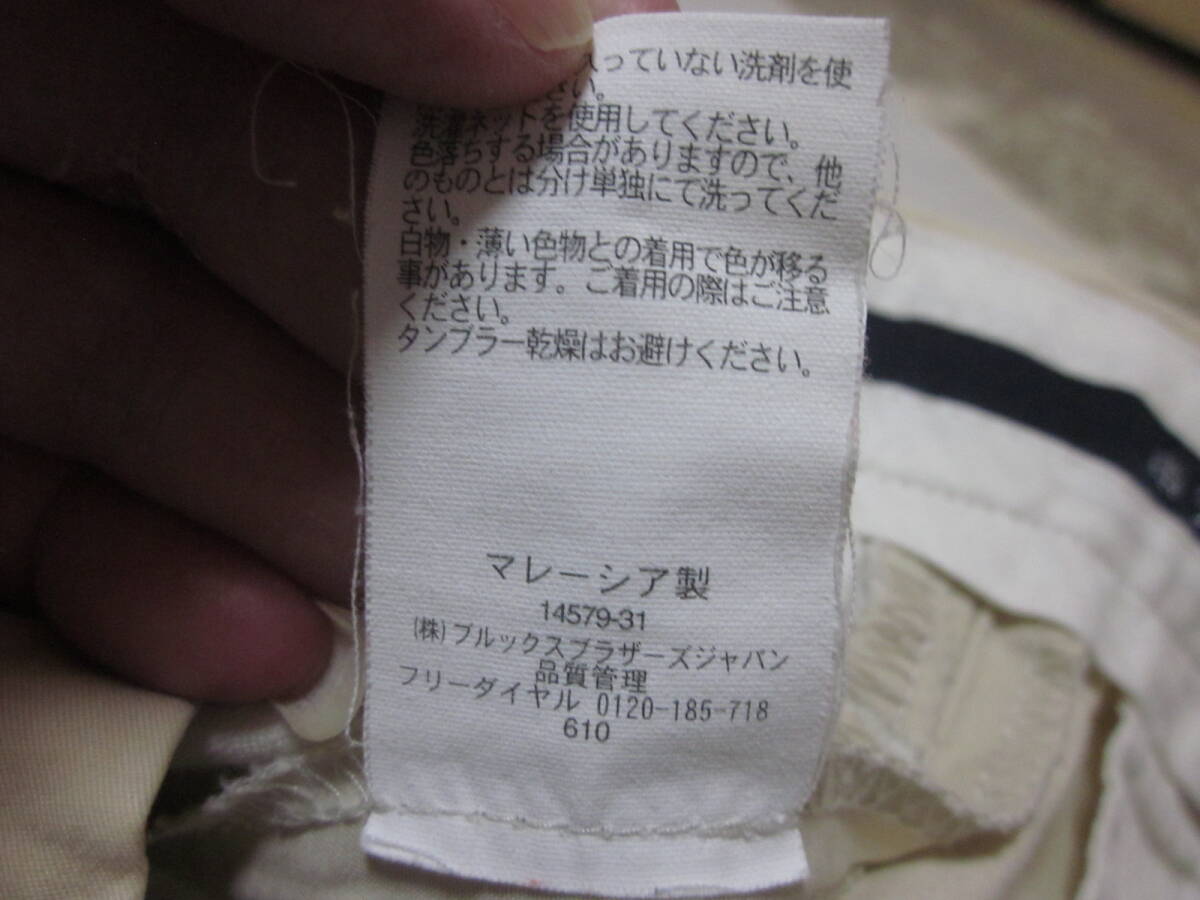 っていない洗剤を使
い。
洗濯ネットを使用してください。
色落ちする場合がありますので、他
のものとは分け単独にて洗ってくだ
さい。
白物・薄い色物との着用で色が移る
事があります。ご着用の際はご注意
ください。
タンブラー乾燥はお避けください。
マレーシア製
14579-31
(株)ブルックスブラザーズジャパン
品質管理
フリーダイヤル 0120-185-718
610